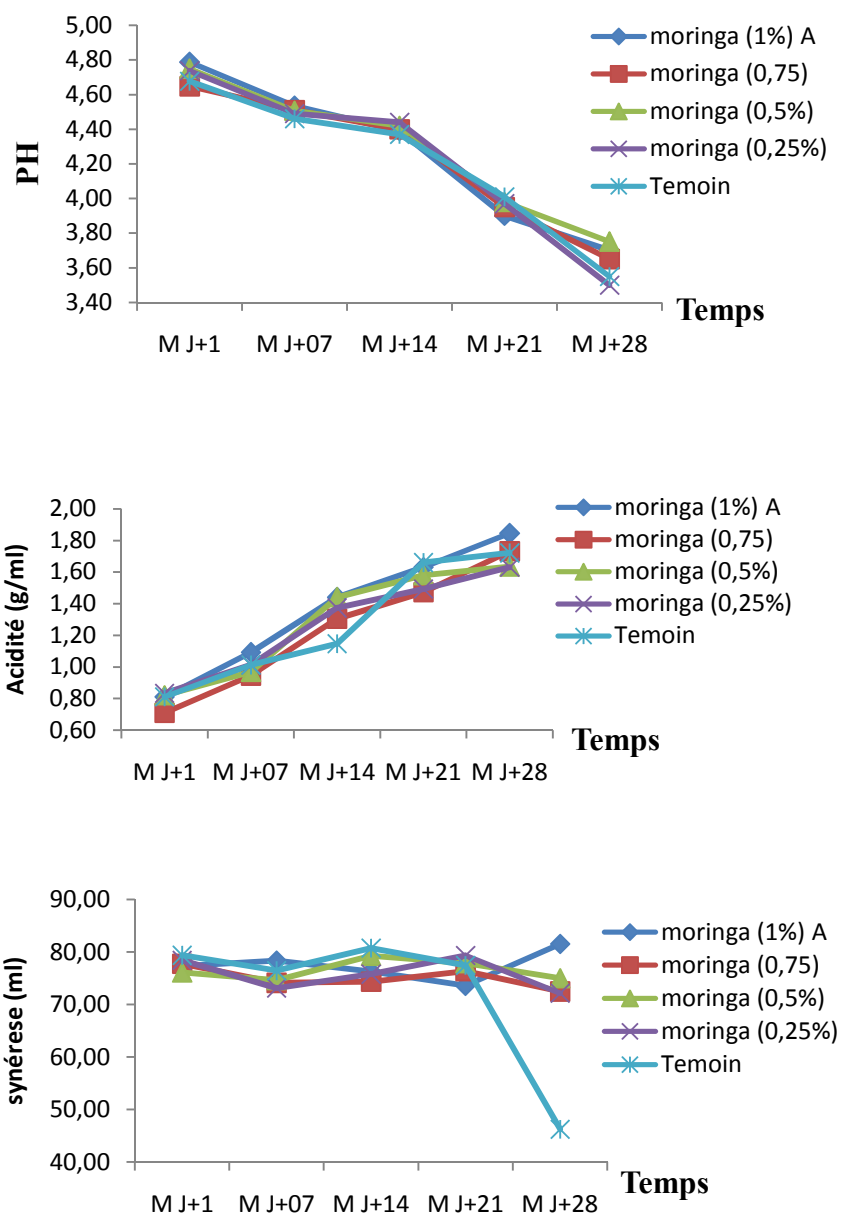 5,00
4,80
4,60
4,40
4,20
4,00
3,80
3,60
3,40
PH
M J+1 M J+07 M J+14 M J+21 M J+28
Temps
moringa (1%) A
moringa (0,75)
moringa (0,5%)
moringa (0,25%)
Temoin
2,00
1,80
1,60
1,40
1,20
1,00
0,80
0,60
Acidité (g/ml)
M J+1 M J+07 M J+14 M J+21 M J+28
Temps
moringa (1%) A
moringa (0,75)
moringa (0,5%)
moringa (0,25%)
Temoin
90,00
80,00
70,00
60,00
50,00
40,00
synérese (ml)
M J+1 M J+07 M J+14 M J+21 M J+28
Temps
moringa (1%) A
moringa (0,75)
moringa (0,5%)
moringa (0,25%)
Temoin